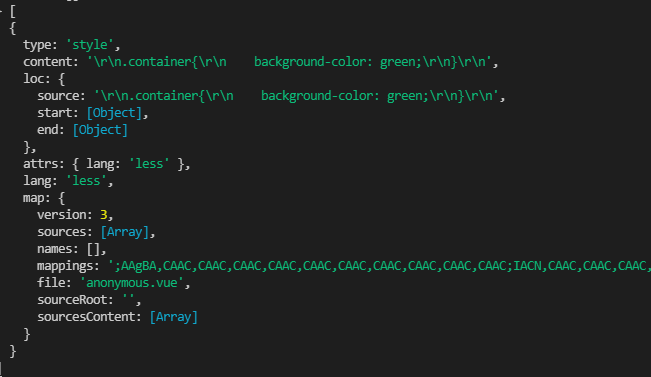 [
{
type: 'style',
content: '\r\n.container{\r\n    background-color: green;\r\n}\r\n',
loc: {
source: '\r\n.container{\r\n    background-color: green;\r\n}\r\n',
start: [Object],
end: [Object]
},
attrs: { lang: 'less' },
lang: 'less',
map: {
version: 3,
sources: [Array],
names: [],
mappings: ';AAgBA,CAAC,CAAC,CAAC,CAAC,CAAC,CAAC,CAAC,CAAC,CAAC,CAAC;IACN,CAAC,CAAC,CAAC,
file: 'anonymous.vue',
sourceRoot: '',
sourcesContent: [Array]
}
}